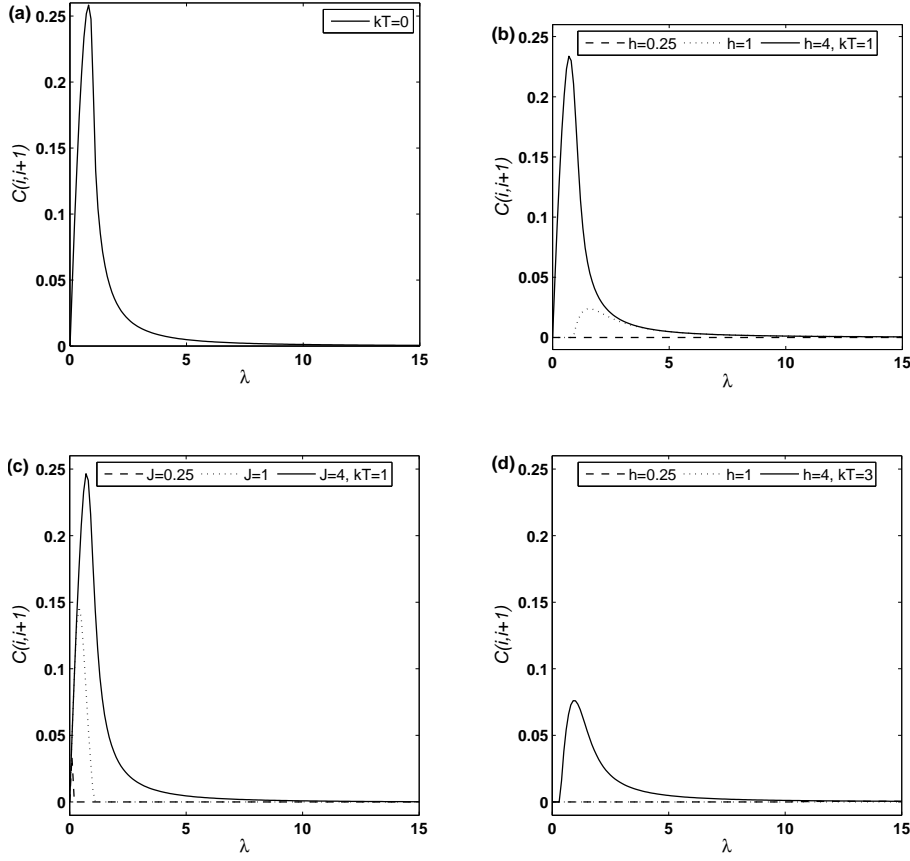 (a)
kT=0
0.25
0.2
0.15
0.1
0.05
0
C(i,i+1)
0 5 10 15
λ
(b)
h=0.25 h=1 h=4, kT=1
0.25
0.2
0.15
0.1
0.05
0
C(i,i+1)
0 5 10 15
λ
(c)
J=0.25 J=1 J=4, kT=1
0.25
0.2
0.15
0.1
0.05
0
C(i,i+1)
0 5 10 15
λ
(d)
h=0.25 h=1 h=4, kT=3
0.25
0.2
0.15
0.1
0.05
0
C(i,i+1)
0 5 10 15
λ